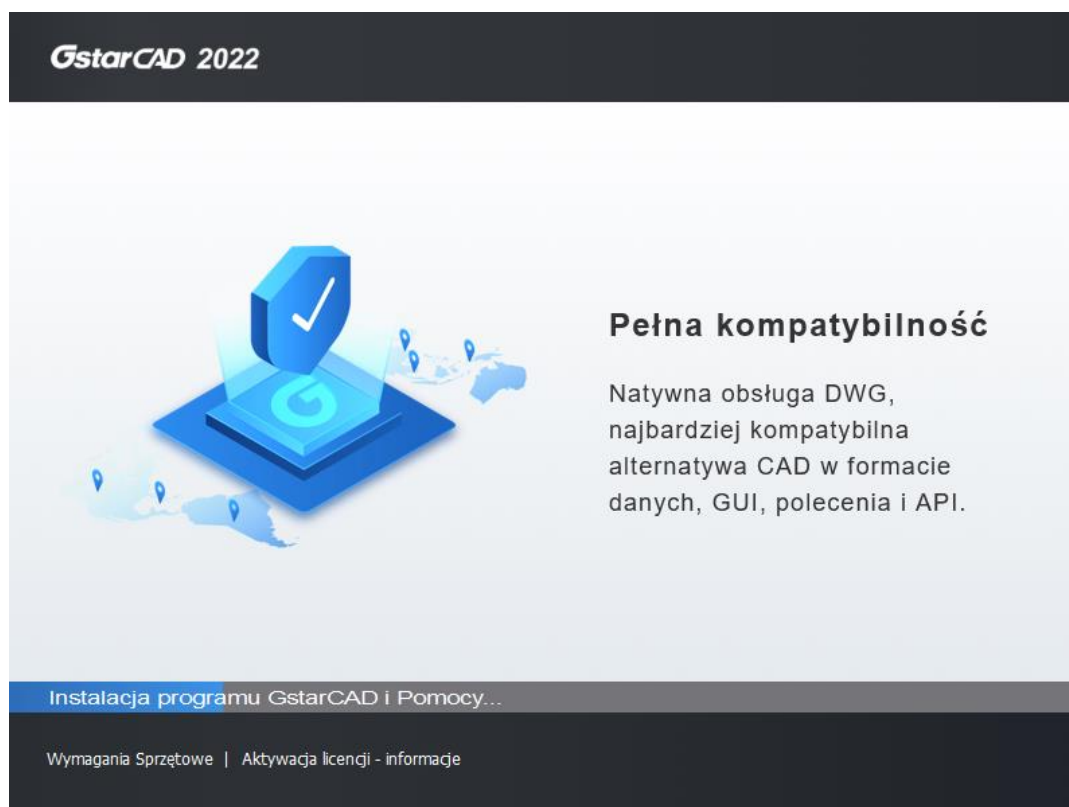 GstarCAD 2022
Pełna kompatybilność
Natywna obsługa DWG,
najbardziej kompatybilna
alternatywa CAD w formacie
danych, GUI, polecenia i API.
Instalacja programu GstarCAD i Pomocy...
Wymagania Sprzętowe | Aktywacja licencji - informacje